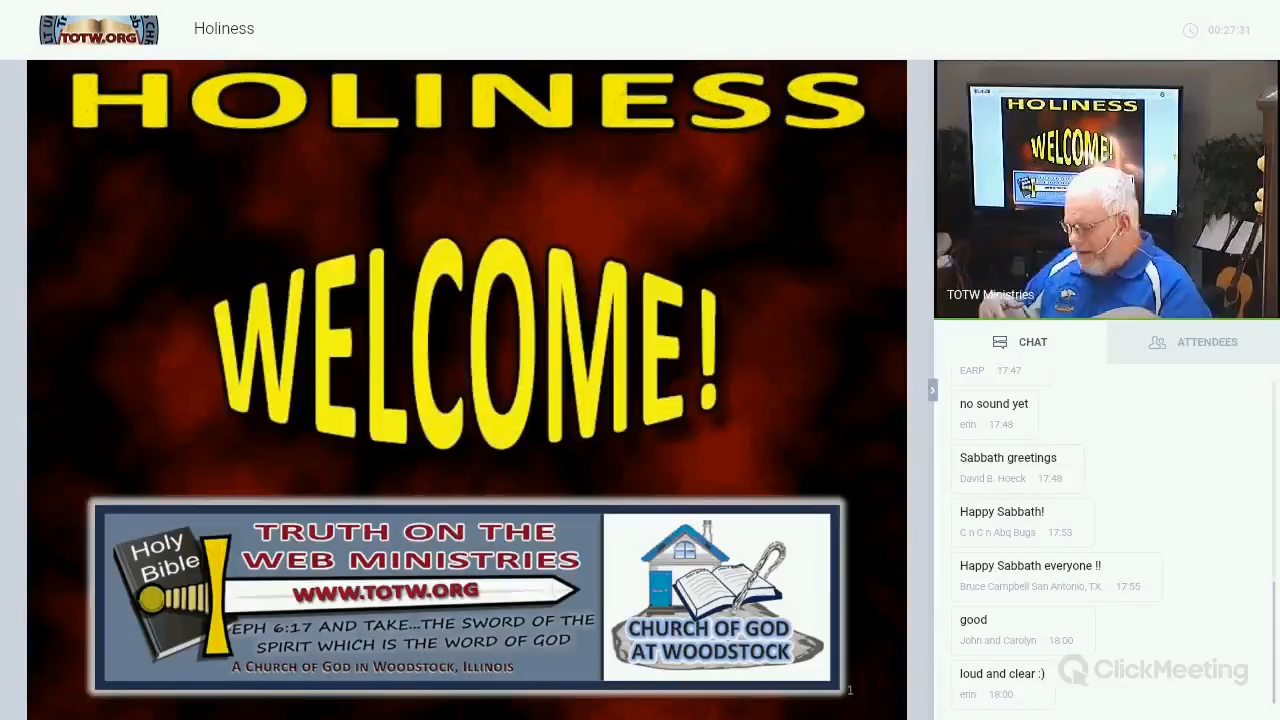 TOTW.ORG
Holiness
00:27:31
HOLINESS
WELCOME!
Holy
Bible
TRUTH ON THE
WEB MINISTRIES
WWW.TOTW.ORG
EPH 6:17 AND TAKE...THE SWORD OF THE
SPIRIT WHICH IS THE WORD OF GOD
A CHURCH OF GOD IN WOODSTOCK, ILLINOIS
CHURCH OF GOD
AT WOODSTOCK
1
HOLINESS
WELCOME!
TOTW Ministries
CHAT
ATTENDEES
EARP 17:47
no sound yet
erin 17:48
Sabbath greetings
David B. Hoeck 17:48
Happy Sabbath!
C n C n Abq Bugs 17:53
Happy Sabbath everyone !!
Bruce Campbell San Antonio, TX. 17:55
good
John and Carolyn 18:00
loud and clear :)
erin 18:00
ClickMeeting